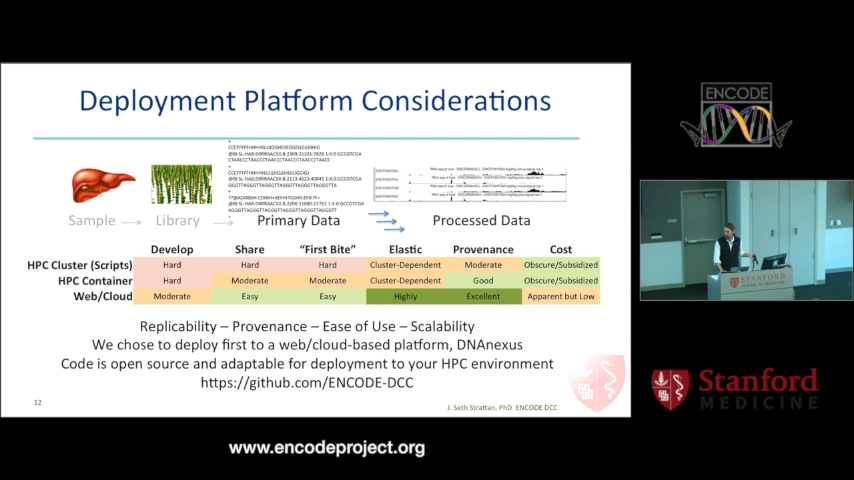 Deployment Platform Considerations
ENCODE
Sample
Library
Primary Data
Processed Data
Develop Share "First Bite" Elastic Provenance Cost
HPC Cluster (Scripts) Hard Hard Hard Cluster-Dependent Moderate Obscure/Subsidized
HPC Container Hard Moderate Moderate Cluster-Dependent Good Obscure/Subsidized
Web/Cloud Moderate Easy Easy Highly Excellent Apparent but Low
Replicability – Provenance – Ease of Use – Scalability
We chose to deploy first to a web/cloud-based platform, DNAnexus
Code is open source and adaptable for deployment to your HPC environment
https://github.com/ENCODE-DCC
12
J. Seth Strattan, PhD ENCODE DCC
STANFORD
Stanford
MEDICINE
www.encodeproject.org